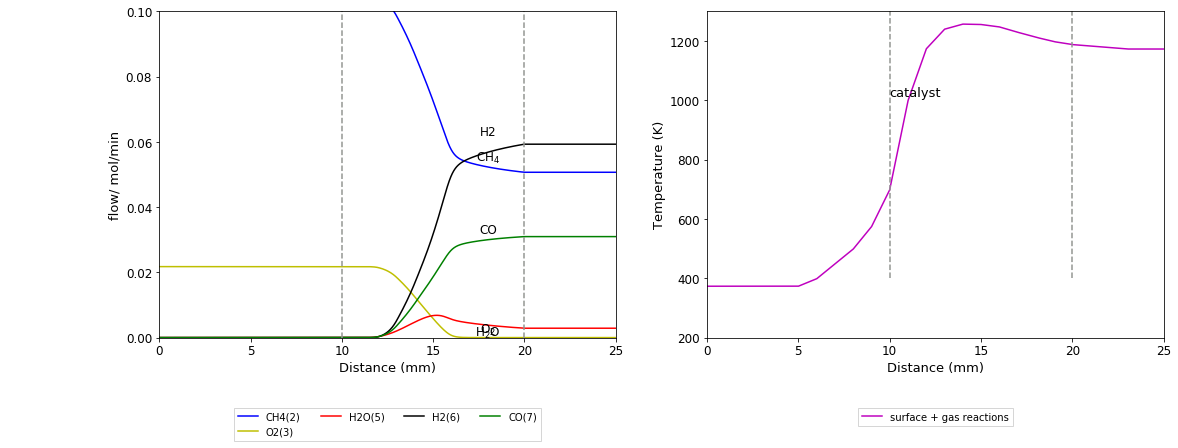 0.10
0.08
0.06
0.04
0.02
0.00
flow/ mol/min
H2
CH₄
CO
O₂
H₂O
0 5 10 15 20 25
Distance (mm)
CH4(2) H2O(5) H2(6) CO(7)
O2(3)
1200
1000
800
600
400
200
Temperature (K)
catalyst
0 5 10 15 20 25
Distance (mm)
surface + gas reactions